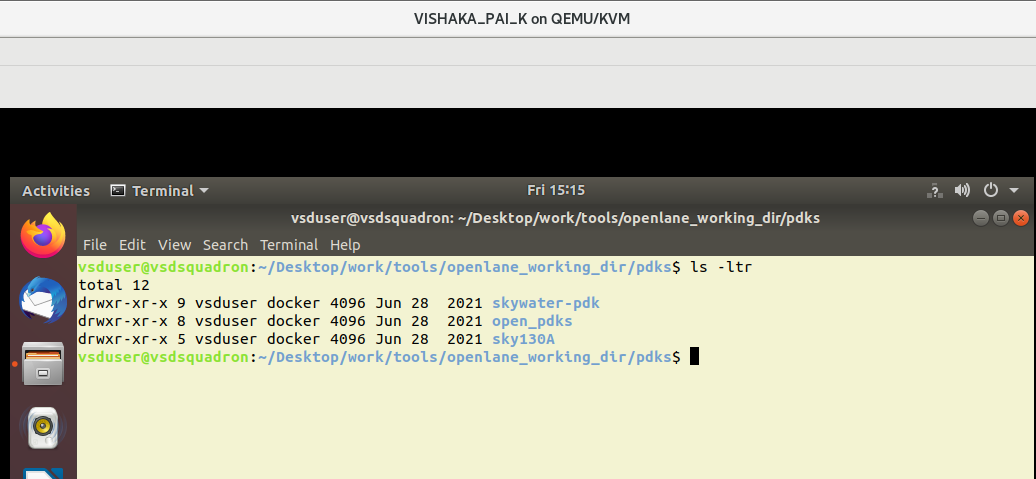 VISHAKA_PAI_K on QEMU/KVM
Activities Terminal Fri 15:15 ?
vsduser@vsdsquadron: ~/Desktop/work/tools/openlane_working_dir/pdks
File Edit View Search Terminal Help
vsduser@vsdsquadron:~/Desktop/work/tools/openlane_working_dir/pdks$ ls -ltr
total 12
drwxr-xr-x 9 vsduser docker 4096 Jun 28  2021 skywater-pdk
drwxr-xr-x 8 vsduser docker 4096 Jun 28  2021 open_pdks
drwxr-xr-x 5 vsduser docker 4096 Jun 28  2021 sky130A
vsduser@vsdsquadron:~/Desktop/work/tools/openlane_working_dir/pdks$